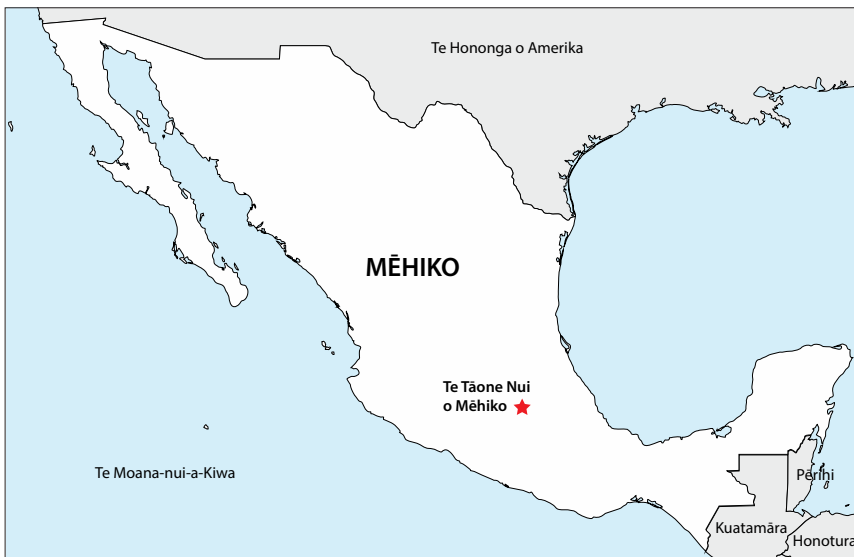 Te Hononga o Amerika
MĒHIKO
Te Tāone Nui
o Mēhiko
Te Moana-nui-a-Kiwa
Pērihi
Kuatamāra
Honotura